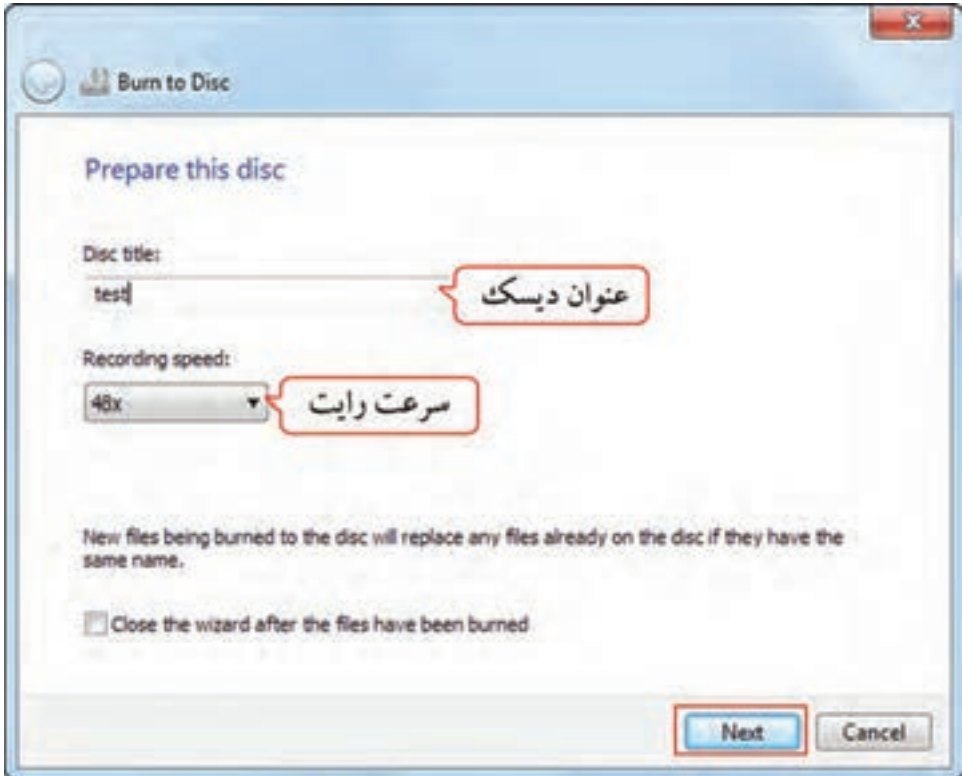 Burn to Disc
Prepare this disc
Disc title:
test
عنوان دیسک
Recording speed:
48x
سرعت رایت
New files being burned to the disc will replace any files already on the disc if they have the
same name.
Close the wizard after the files have been burned
Next
Cancel